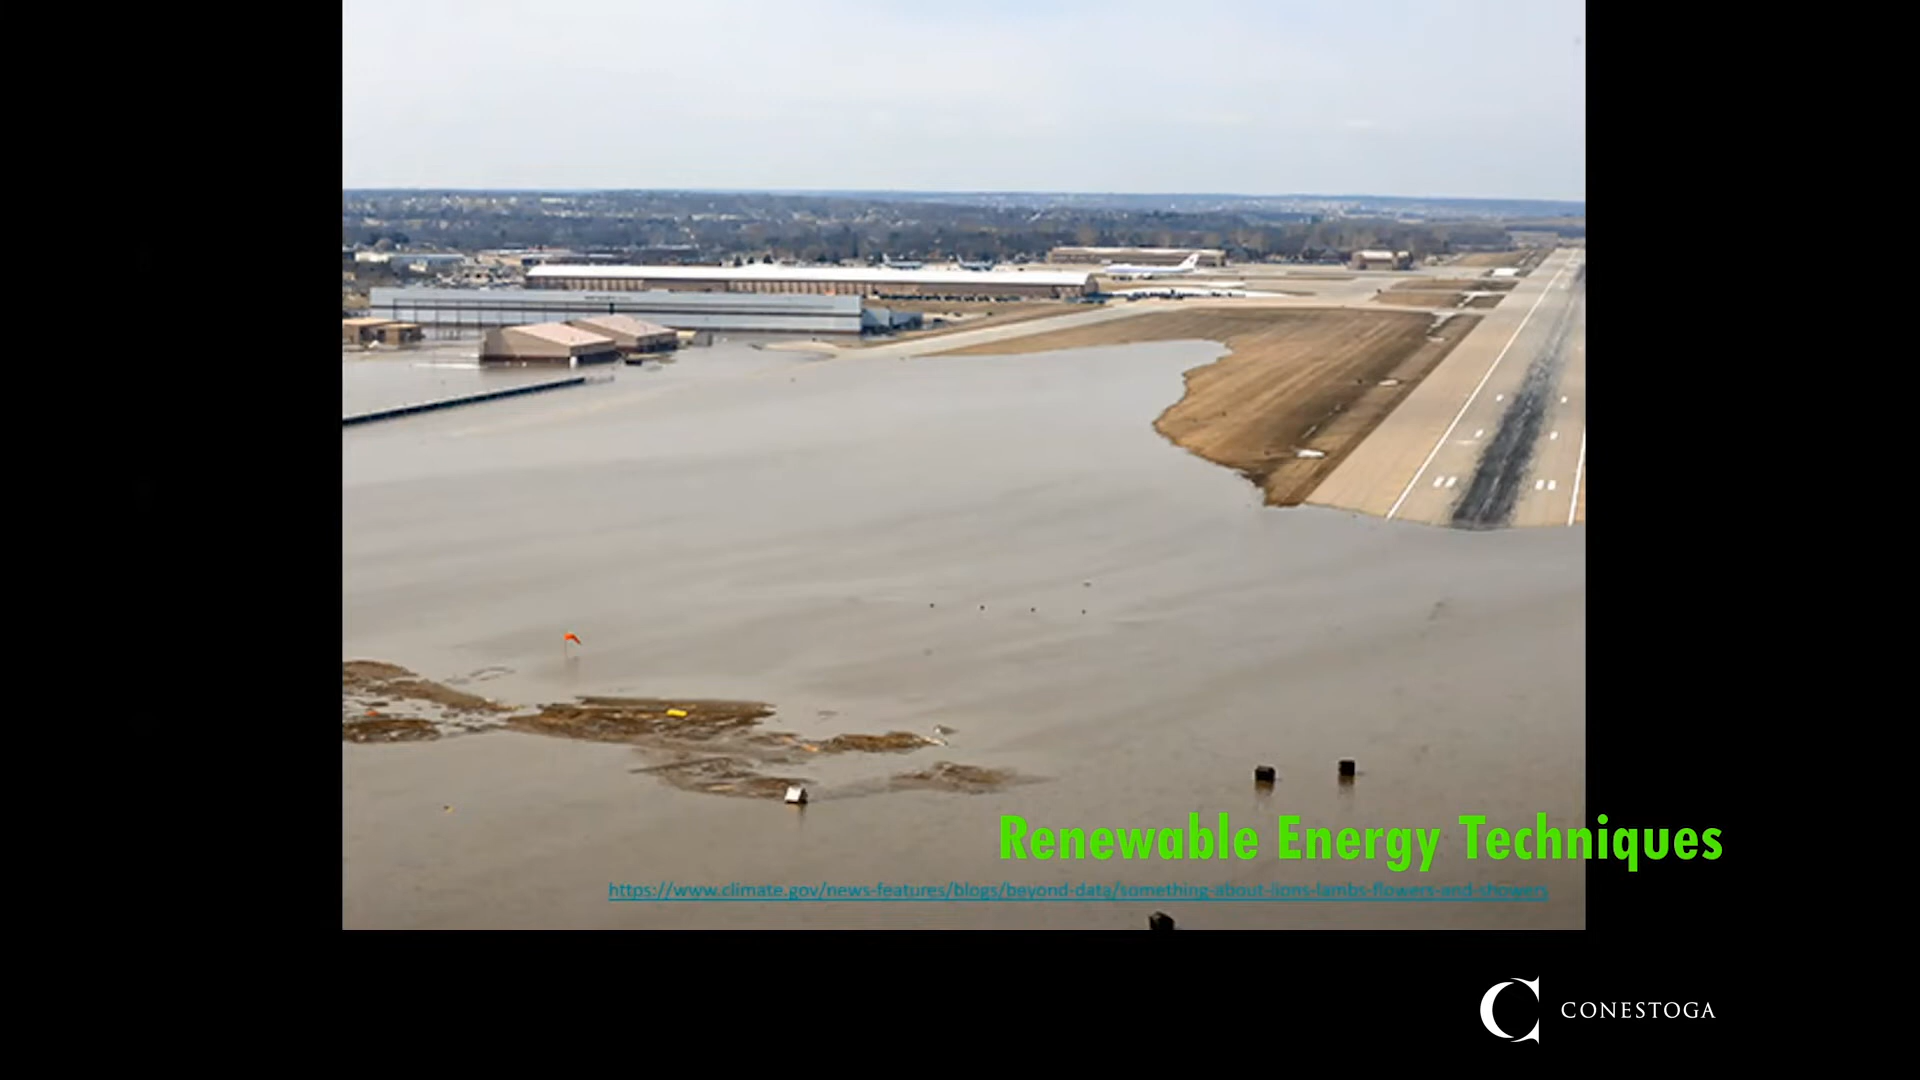 Renewable Energy Techniques
https://www.climate.gov/news-features/blogs/beyond-data/something-about-lions-lambs-flowers-and-showers
CONESTOGA